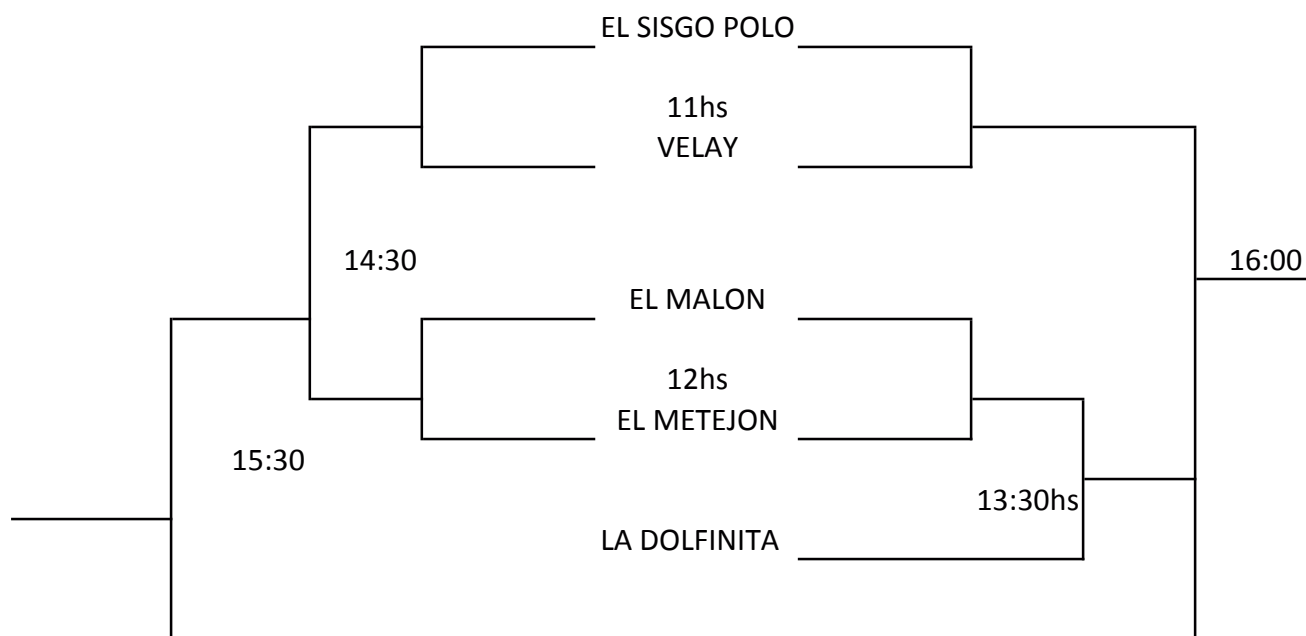 EL SISGO POLO
11hs
VELAY
14:30
16:00
EL MALON
12hs
EL METEJON
15:30
13:30hs
LA DOLFINITA